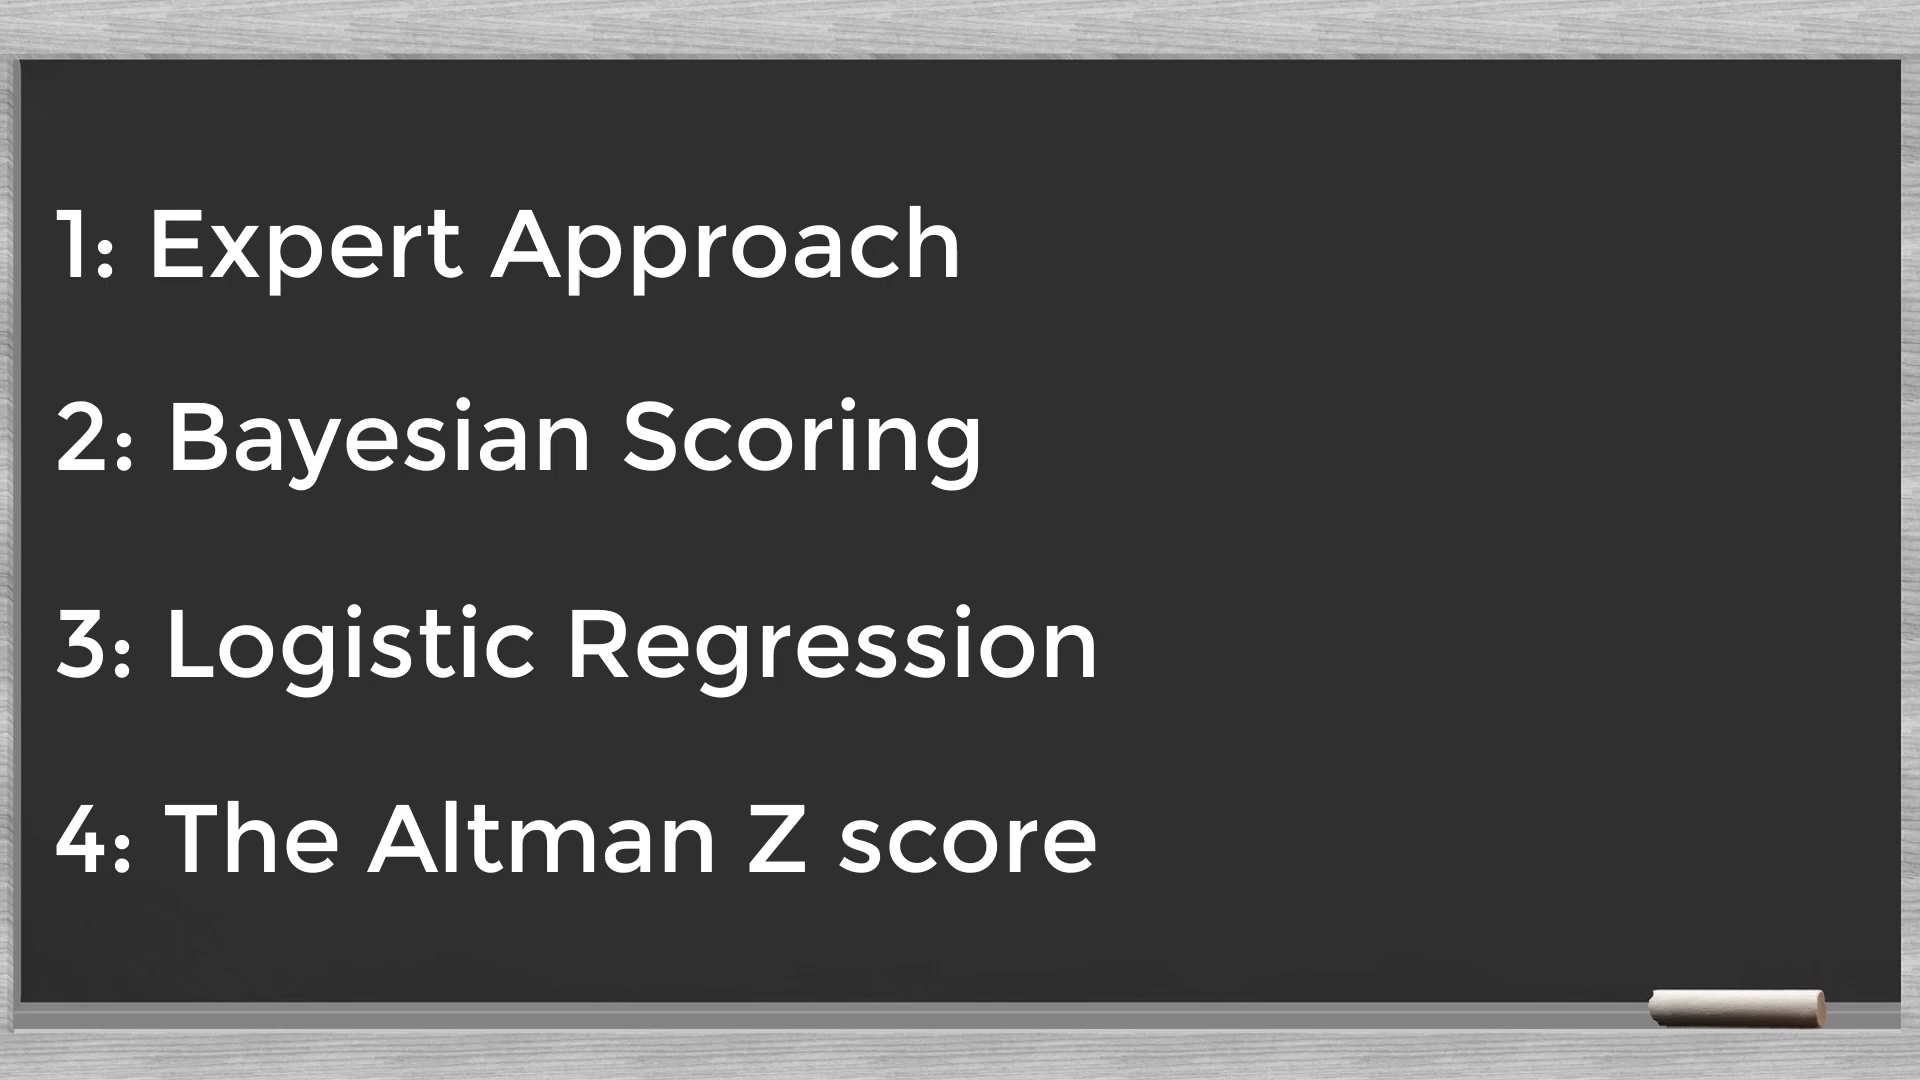 1: Expert Approach
2: Bayesian Scoring
3: Logistic Regression
4: The Altman Z score